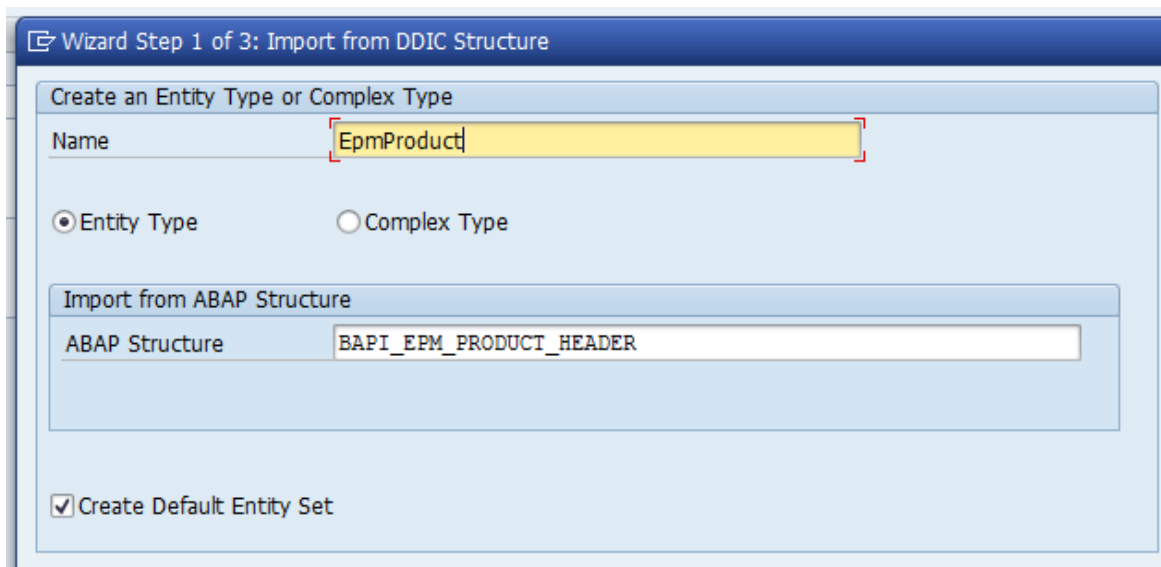 Wizard Step 1 of 3: Import from DDIC Structure
Create an Entity Type or Complex Type
Name EpmProduct
Entity Type Complex Type
Import from ABAP Structure
ABAP Structure BAPI_EPM_PRODUCT_HEADER
Create Default Entity Set